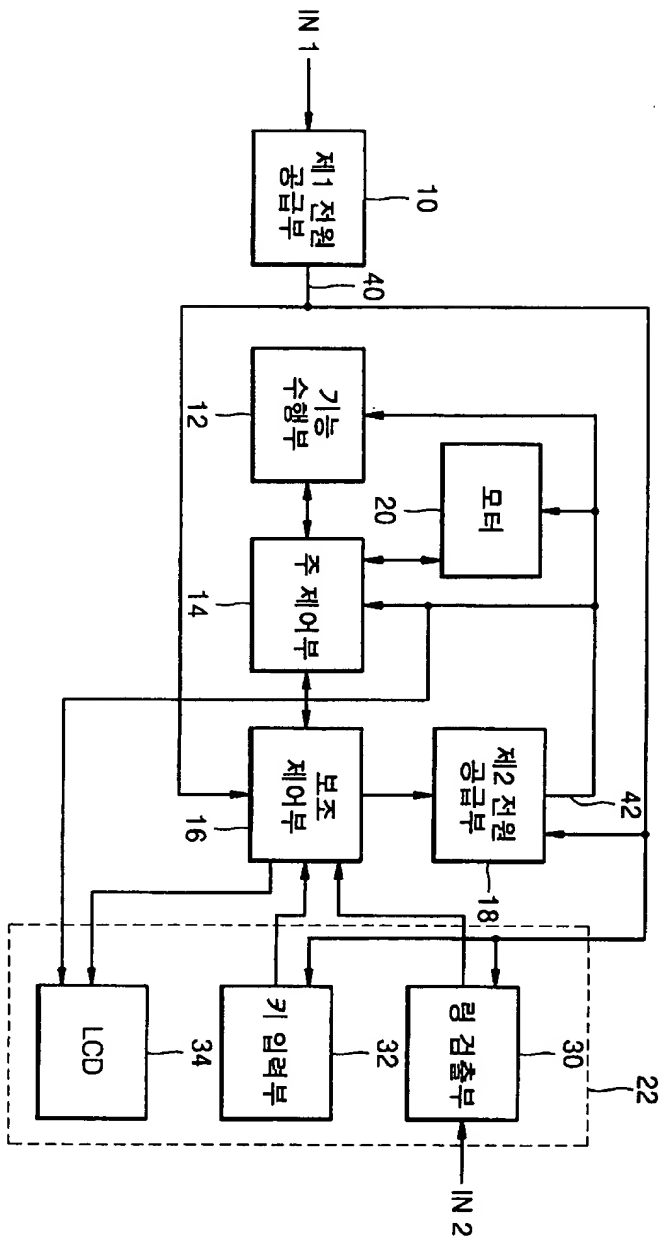 IN 1
제1 전원
공급부
10
40
기능
수행부
12
모터
20
주 제어부
14
보조
제어부
16
제2 전원
공급부
18
42
링 검출부
30
키 입력부
32
LCD
34
22
IN 2